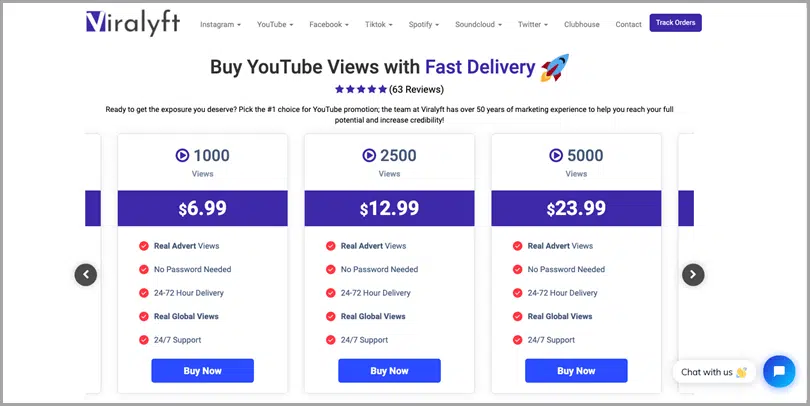 Viralyft
Instagram YouTube Facebook Tiktok Spotify Soundcloud Twitter Clubhouse Contact Track Orders
Buy YouTube Views with Fast Delivery
(63 Reviews)
Ready to get the exposure you deserve? Pick the #1 choice for YouTube promotion; the team at Viralyft has over 50 years of marketing experience to help you reach your full
potential and increase credibility!
1000
Views
$6.99
Real Advert Views
No Password Needed
24-72 Hour Delivery
Real Global Views
24/7 Support
Buy Now
2500
Views
$12.99
Real Advert Views
No Password Needed
24-72 Hour Delivery
Real Global Views
24/7 Support
Buy Now
5000
Views
$23.99
Real Advert Views
No Password Needed
24-72 Hour Delivery
Real Global Views
24/7 Support
Buy Now
Chat with us